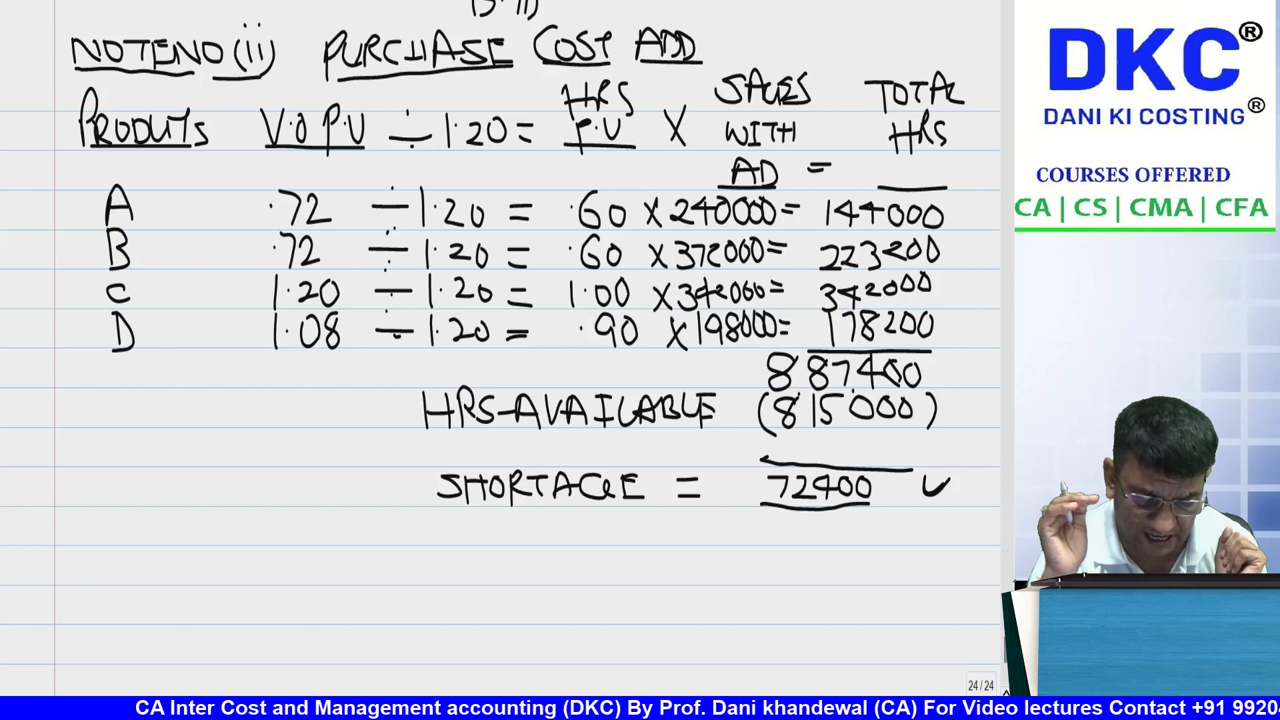 NOTE NO (ii) PURCHASE COST ADD
PRODUTS V.O P.U ÷ 1.20 = HRS P.U X SALES WITH AD = TOTAL HRS
A .72 ÷ 1.20 = .60 X 240000 = 144000
B .72 ÷ 1.20 = .60 X 372000 = 223200
C 1.20 ÷ 1.20 = 1.00 X 342000 = 342000
D 1.08 ÷ 1.20 = .90 X 198000 = 178200
887400
HRS-AVAILABLE (815000)
SHORTAGE = 72400
24 / 24
DKC®
DANI KI COSTING®
COURSES OFFERED
CA | CS | CMA | CFA
CA Inter Cost and Management accounting (DKC) By Prof. Dani khandewal (CA) For Video lectures Contact +91 9920